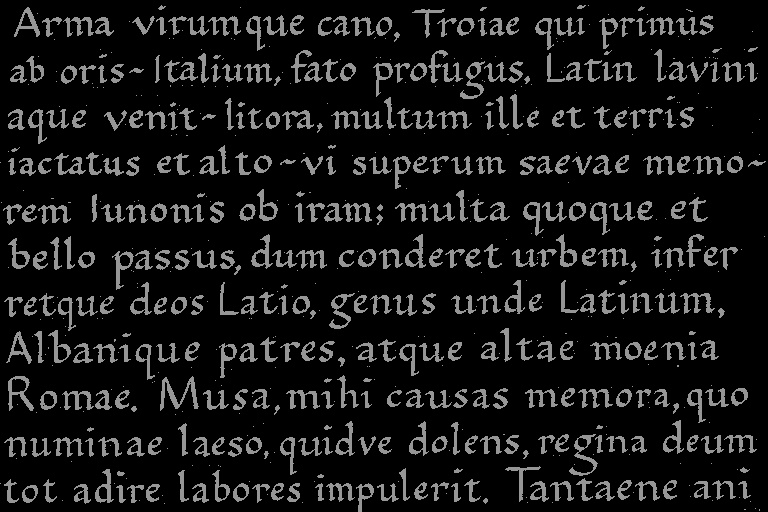 Arma virumque cano, Troiae qui primus
ab oris~Italium, fato profugus, Latin lavini
aque venit~litora, multum ille et terris
iactatus et alto~vi superum saevae memo~
rem Iunonis ob iram; multa quoque et
bello passus, dum conderet urbem, infer
retque deos Latio, genus unde Latinum,
Albanique patres, atque altae moenia
Romae. Musa, mihi causas memora, quo
numinae laeso, quidve dolens, regina deum
tot adire labores impulerit. Tantaene ani